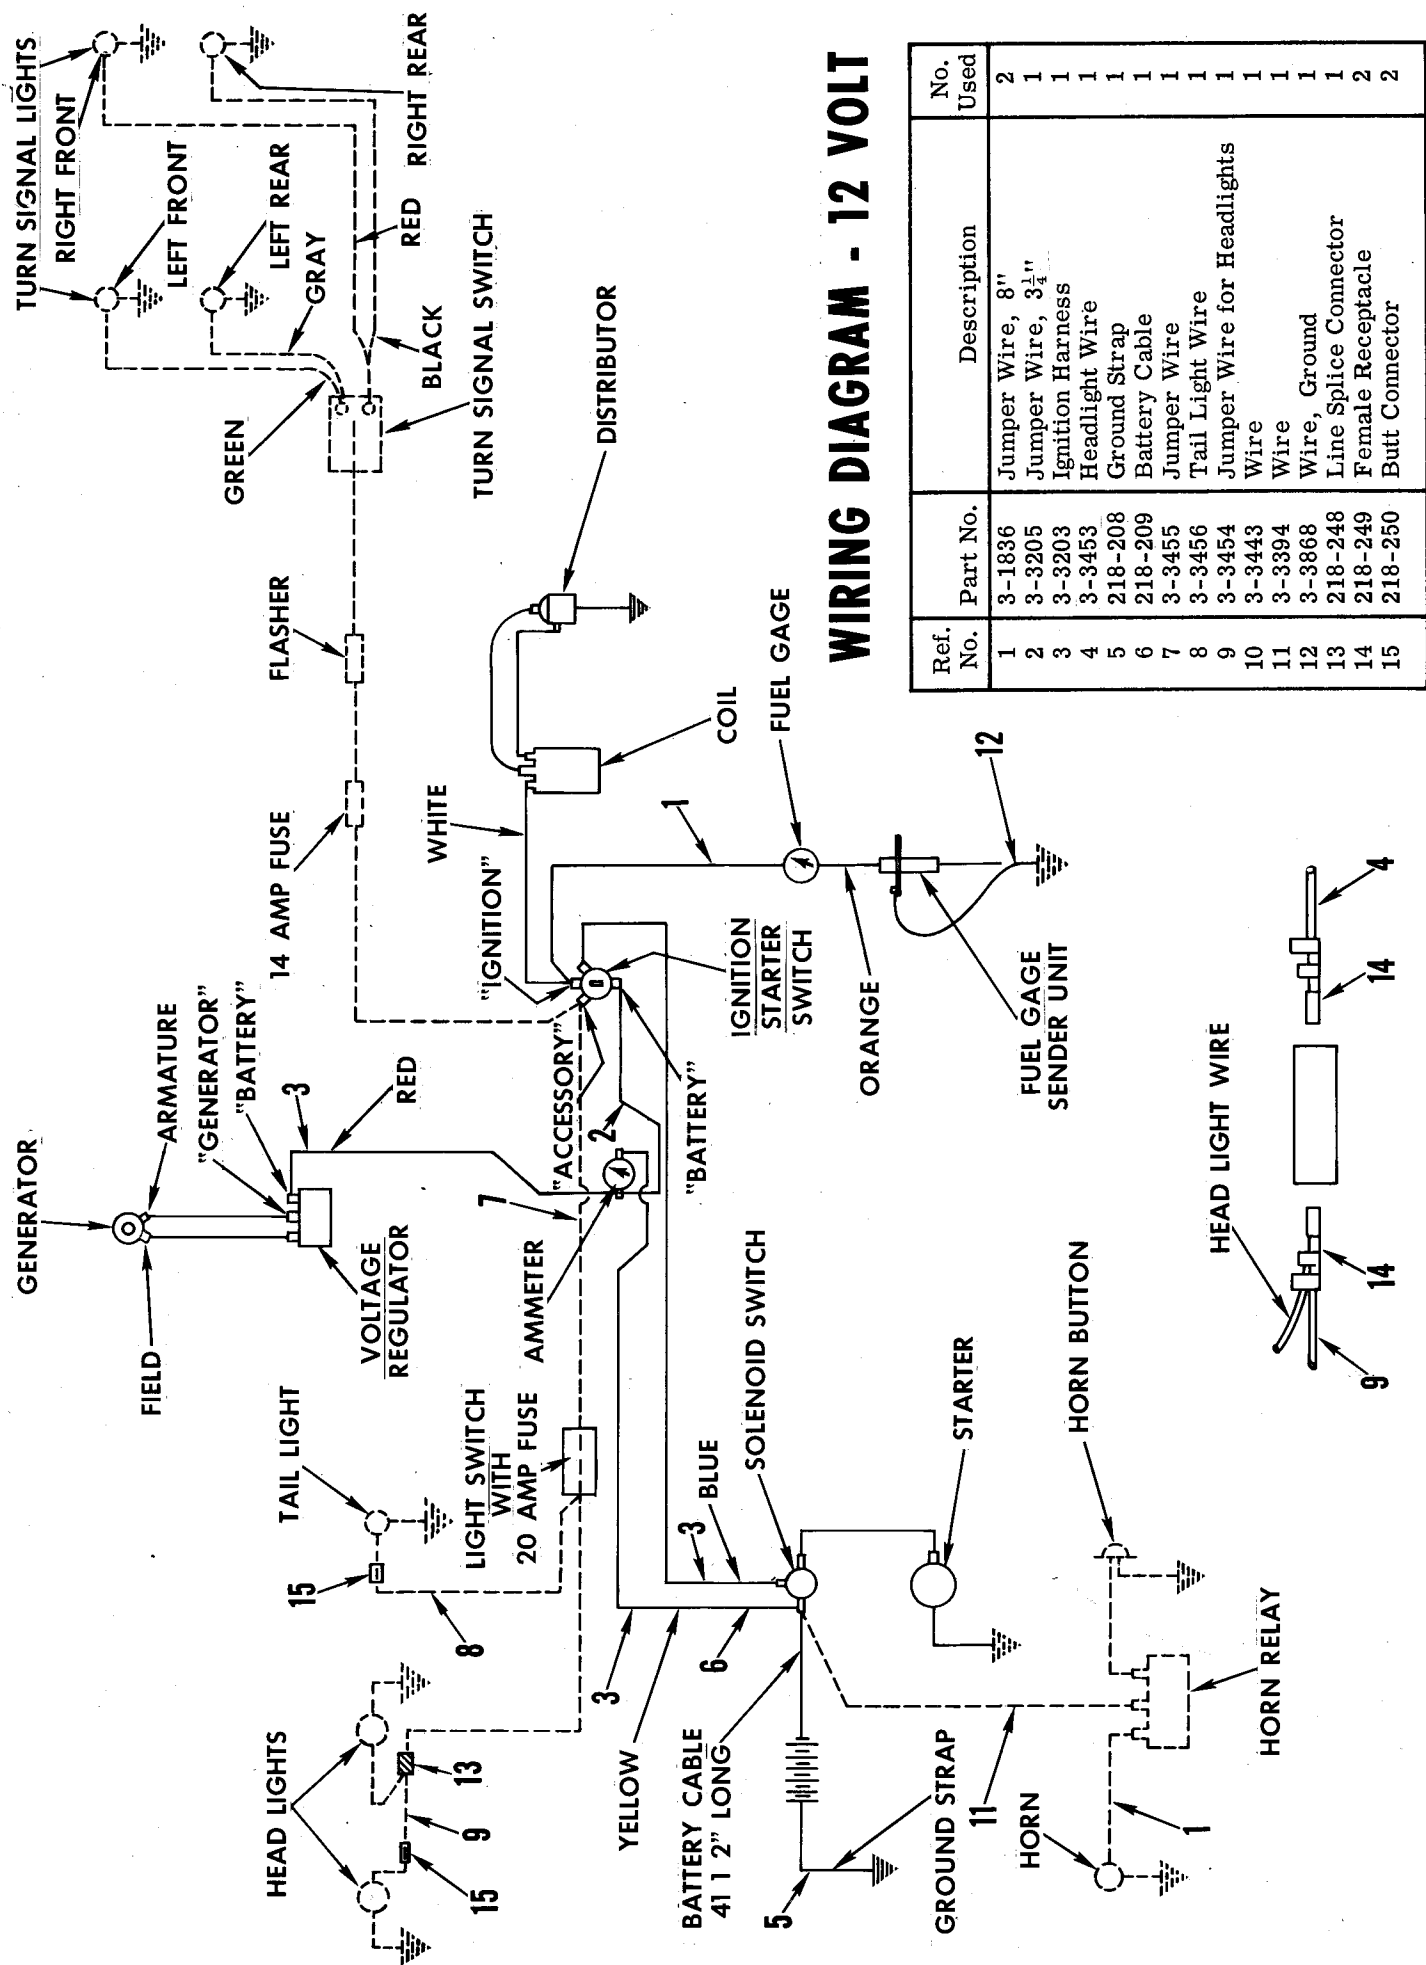 TURN SIGNAL LIGHTS
RIGHT FRONT
LEFT FRONT
LEFT REAR
RIGHT REAR
GRAY
RED
GREEN
BLACK
TURN SIGNAL SWITCH
FLASHER
14 AMP FUSE
DISTRIBUTOR
COIL
WHITE
"IGNITION"
1
FUEL GAGE
12
IGNITION
STARTER
SWITCH
ORANGE
FUEL GAGE
SENDER UNIT
GENERATOR
ARMATURE
"GENERATOR"
"BATTERY"
3
RED
FIELD
VOLTAGE
REGULATOR
7
"ACCESSORY"
2
"BATTERY"
AMMETER
TAIL LIGHT
LIGHT SWITCH
WITH
20 AMP FUSE
15
8
HEAD LIGHTS
13
9
15
3
BLUE
SOLENOID SWITCH
STARTER
3
6
YELLOW
BATTERY CABLE
41 1 2" LONG
5
GROUND STRAP
11
HORN
1
HORN BUTTON
HORN RELAY
HEAD LIGHT WIRE
9
14
14
4
WIRING DIAGRAM - 12 VOLT
Ref. No. Part No. Description No. Used
1 3-1836 Jumper Wire, 8" 2
2 3-3205 Jumper Wire, 3¼" 1
3 3-3203 Ignition Harness 1
4 3-3453 Headlight Wire 1
5 218-208 Ground Strap 1
6 218-209 Battery Cable 1
7 3-3455 Jumper Wire 1
8 3-3456 Tail Light Wire 1
9 3-3454 Jumper Wire for Headlights 1
10 3-3443 Wire 1
11 3-3394 Wire 1
12 3-3868 Wire, Ground 1
13 218-248 Line Splice Connector 1
14 218-249 Female Receptacle 2
15 218-250 Butt Connector 2